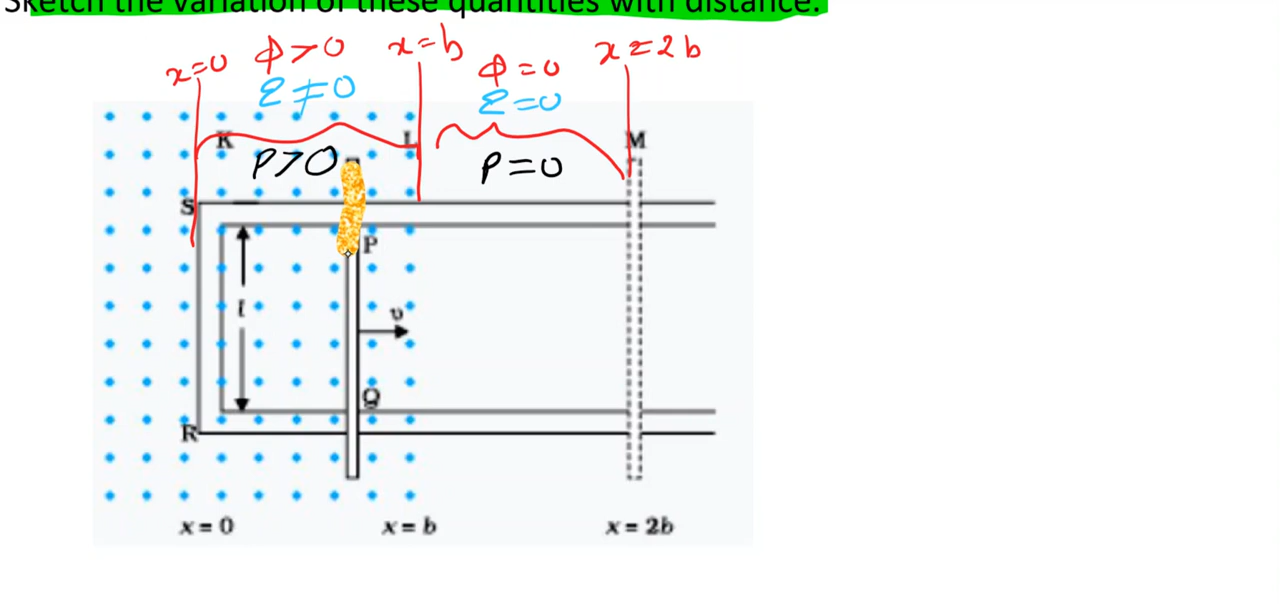 Sketch the variation of these quantities with distance.
x=0 Φ>0 x=b Φ=0 x=2b
ε≠0 ε=0
K L M
P>0 P=0
S
P
l
v
Q
R
x = 0 x = b x = 2b